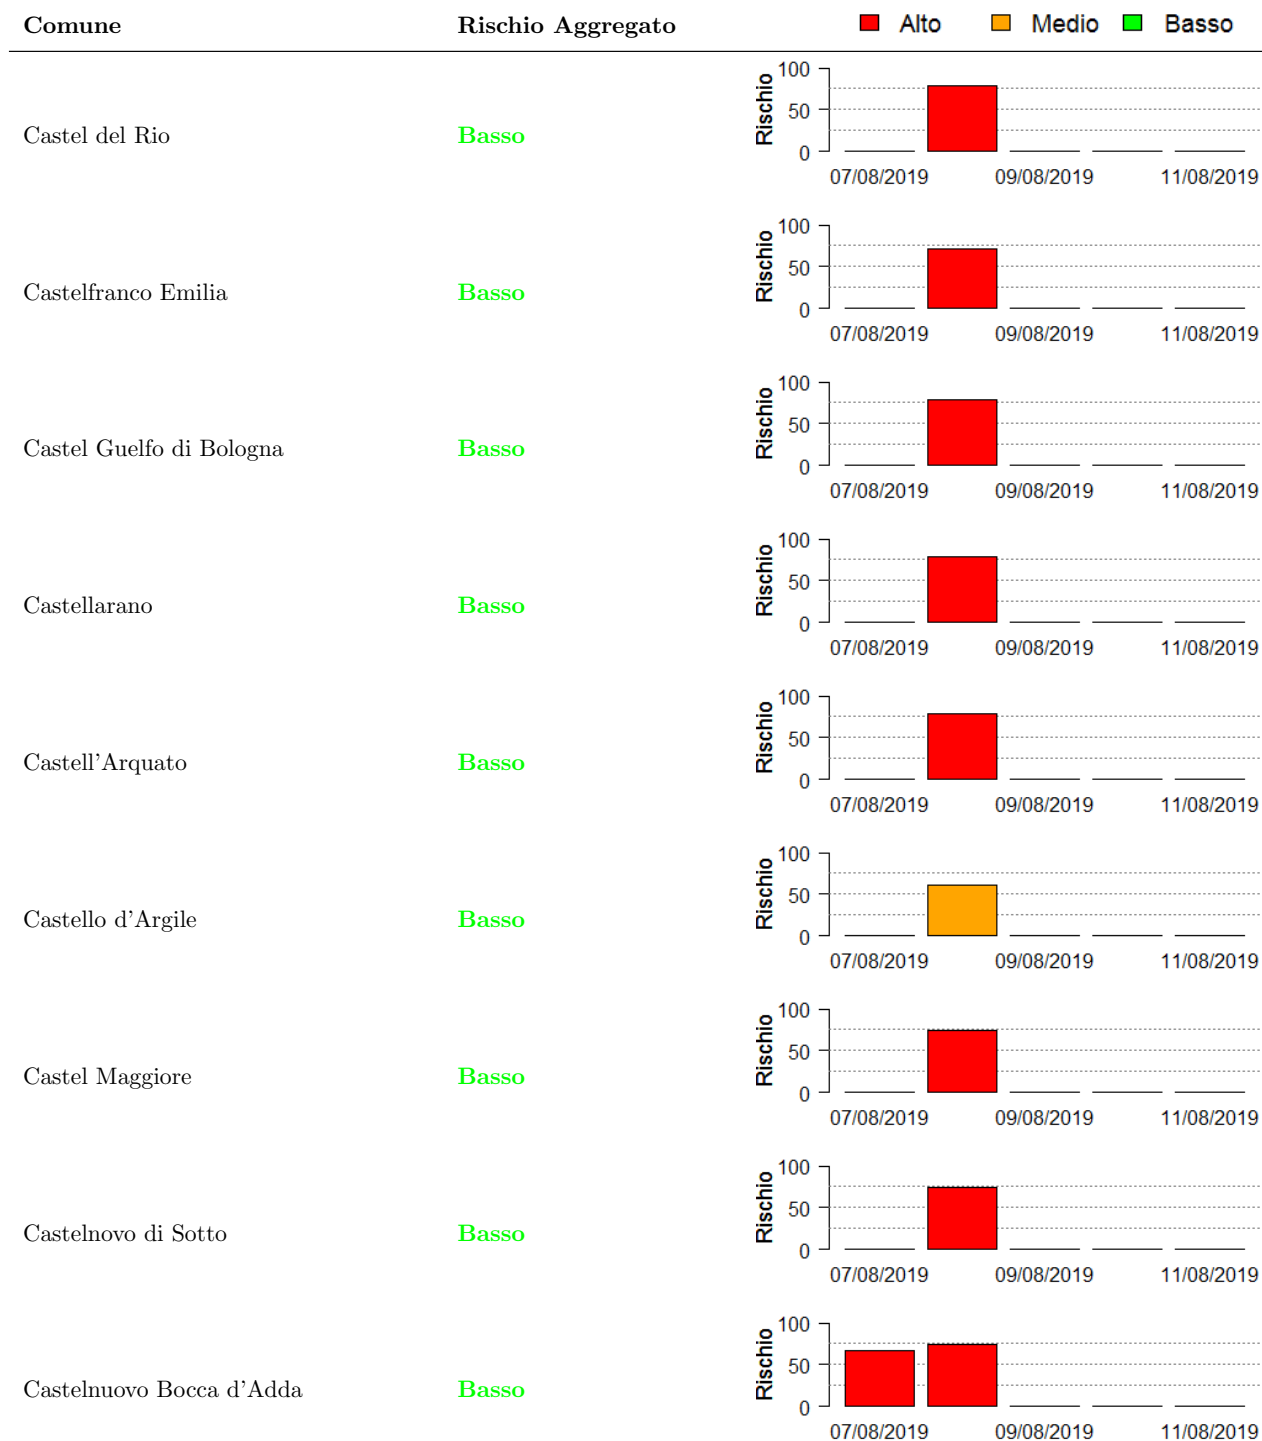 Comune Rischio Aggregato Alto Medio Basso
Castel del Rio Basso
Rischio
100
50
0
07/08/2019 09/08/2019 11/08/2019
Castelfranco Emilia Basso
Rischio
100
50
0
07/08/2019 09/08/2019 11/08/2019
Castel Guelfo di Bologna Basso
Rischio
100
50
0
07/08/2019 09/08/2019 11/08/2019
Castellarano Basso
Rischio
100
50
0
07/08/2019 09/08/2019 11/08/2019
Castell'Arquato Basso
Rischio
100
50
0
07/08/2019 09/08/2019 11/08/2019
Castello d'Argile Basso
Rischio
100
50
0
07/08/2019 09/08/2019 11/08/2019
Castel Maggiore Basso
Rischio
100
50
0
07/08/2019 09/08/2019 11/08/2019
Castelnovo di Sotto Basso
Rischio
100
50
0
07/08/2019 09/08/2019 11/08/2019
Castelnuovo Bocca d'Adda Basso
Rischio
100
50
0
07/08/2019 09/08/2019 11/08/2019